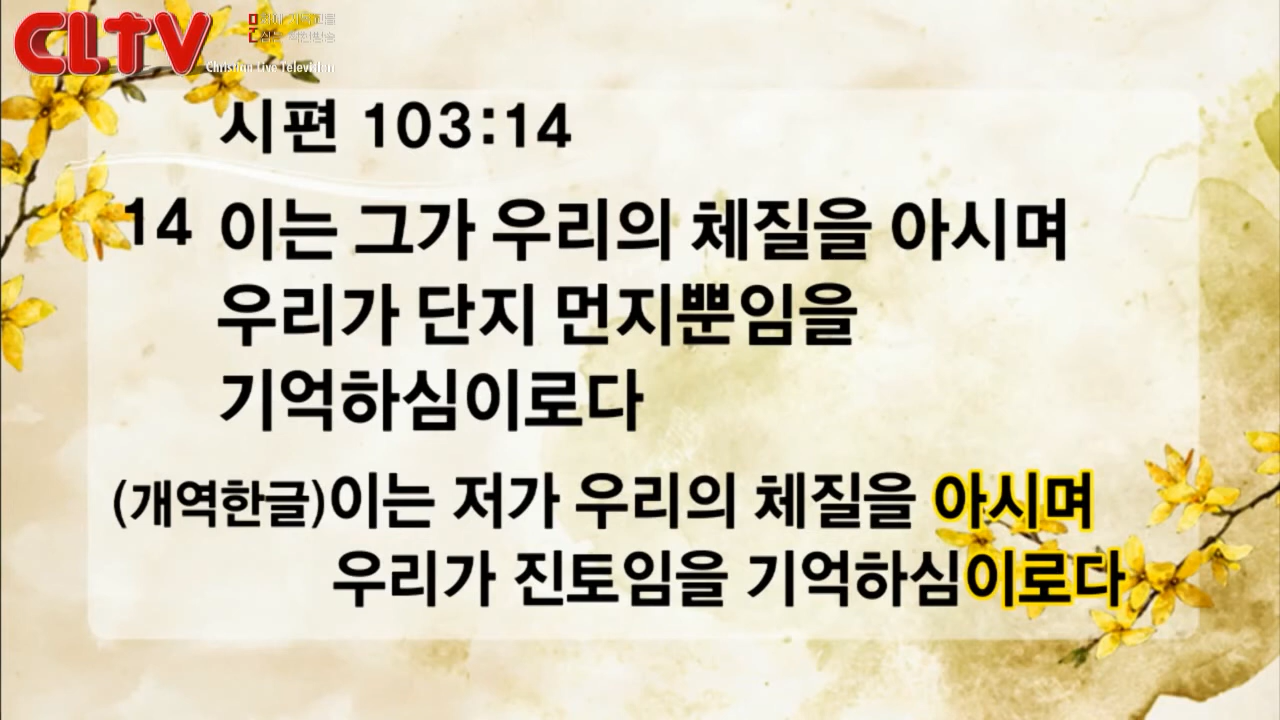 CLTV
Christian Live Television
시편 103:14
14 이는 그가 우리의 체질을 아시며
우리가 단지 먼지뿐임을
기억하심이로다
(개역한글)이는 저가 우리의 체질을 아시며
우리가 진토임을 기억하심이로다